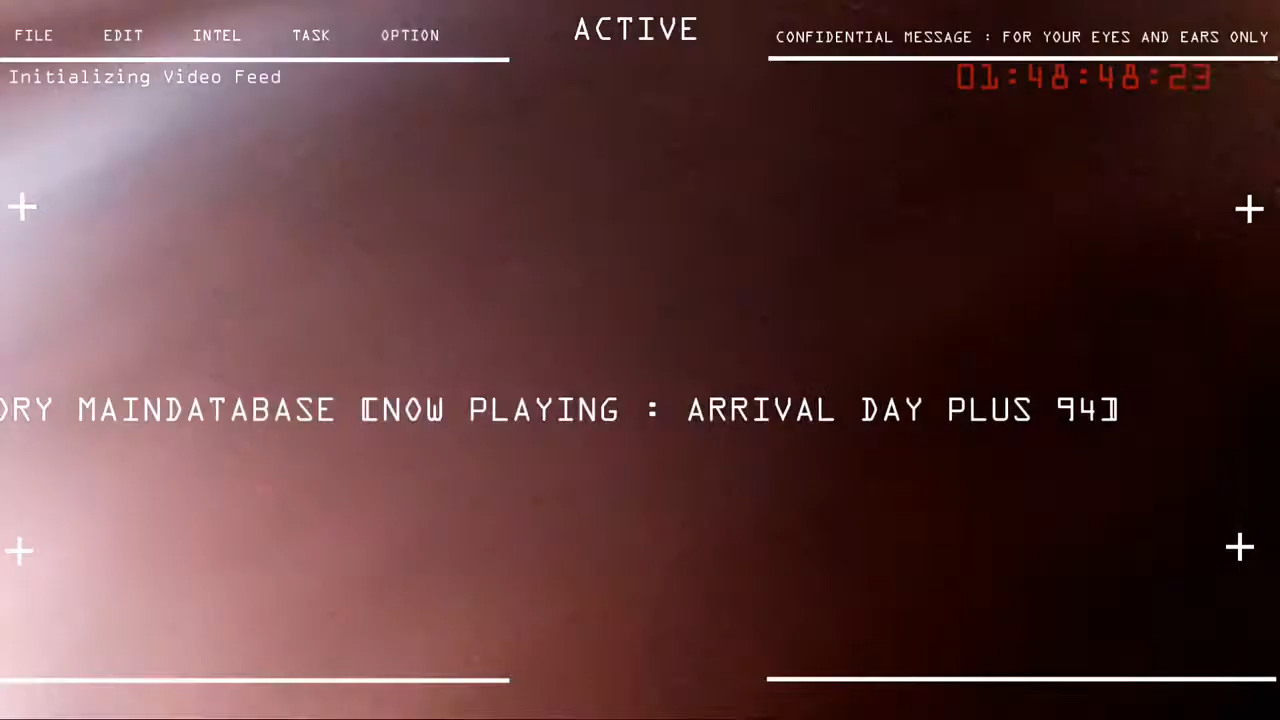 FILE EDIT INTEL TASK OPTION
ACTIVE
CONFIDENTIAL MESSAGE : FOR YOUR EYES AND EARS ONLY
Initializing Video Feed
01:48:48:23
ORY MAINDATABASE [NOW PLAYING : ARRIVAL DAY PLUS 94]